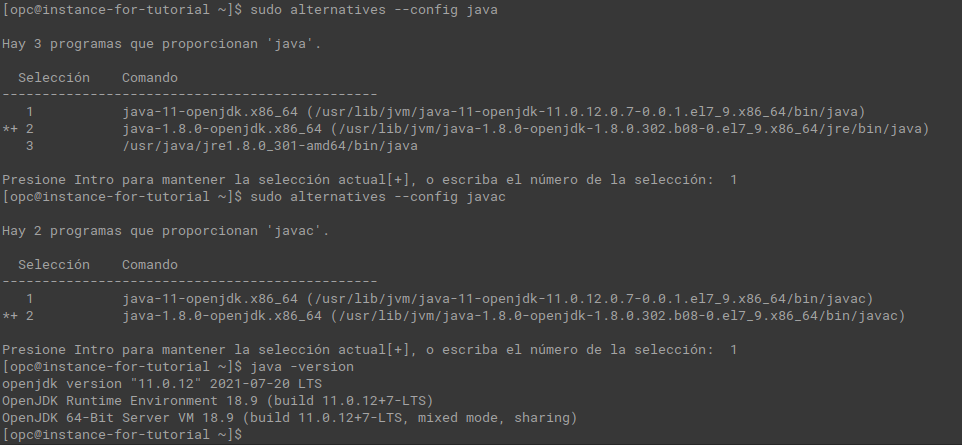 [opc@instance-for-tutorial ~]$ sudo alternatives --config java
Hay 3 programas que proporcionan 'java'.
Selección    Comando
-----------------------------------------------
1           java-11-openjdk.x86_64 (/usr/lib/jvm/java-11-openjdk-11.0.12.0.7-0.0.1.el7_9.x86_64/bin/java)
*+ 2           java-1.8.0-openjdk.x86_64 (/usr/lib/jvm/java-1.8.0-openjdk-1.8.0.302.b08-0.el7_9.x86_64/jre/bin/java)
3           /usr/java/jre1.8.0_301-amd64/bin/java
Presione Intro para mantener la selección actual[+], o escriba el número de la selección:  1
[opc@instance-for-tutorial ~]$ sudo alternatives --config javac
Hay 2 programas que proporcionan 'javac'.
Selección    Comando
-----------------------------------------------
1           java-11-openjdk.x86_64 (/usr/lib/jvm/java-11-openjdk-11.0.12.0.7-0.0.1.el7_9.x86_64/bin/javac)
*+ 2           java-1.8.0-openjdk.x86_64 (/usr/lib/jvm/java-1.8.0-openjdk-1.8.0.302.b08-0.el7_9.x86_64/bin/javac)
Presione Intro para mantener la selección actual[+], o escriba el número de la selección:  1
[opc@instance-for-tutorial ~]$ java -version
openjdk version "11.0.12" 2021-07-20 LTS
OpenJDK Runtime Environment 18.9 (build 11.0.12+7-LTS)
OpenJDK 64-Bit Server VM 18.9 (build 11.0.12+7-LTS, mixed mode, sharing)
[opc@instance-for-tutorial ~]$